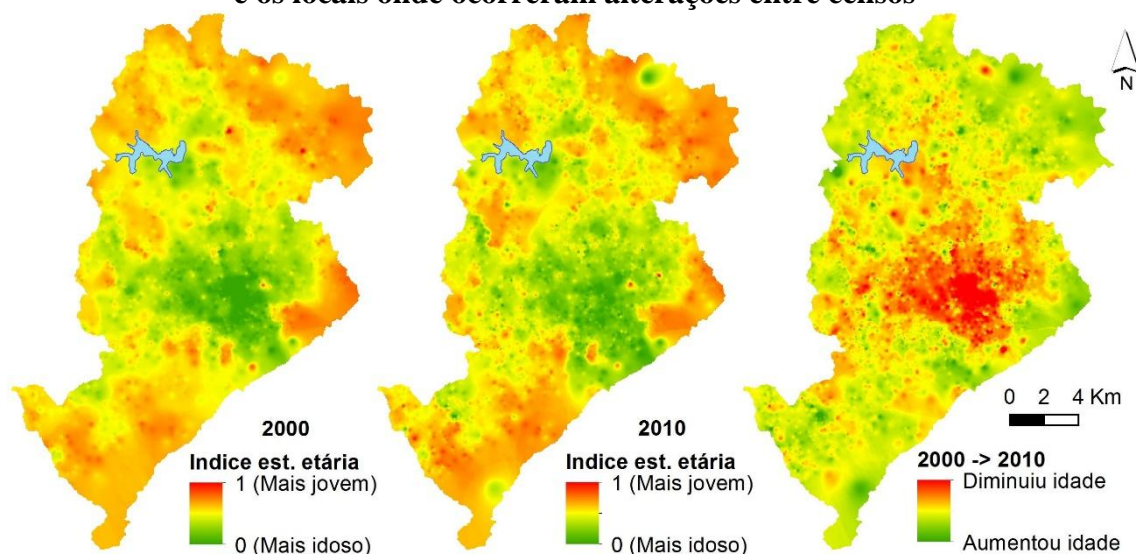 e os locais onde ocorreram alterações entre censos
N
0 2 4 Km
2000
Indice est. etária
1 (Mais jovem)
0 (Mais idoso)
2010
Indice est. etária
1 (Mais jovem)
0 (Mais idoso)
2000 -> 2010
Diminuiu idade
Aumentou idade